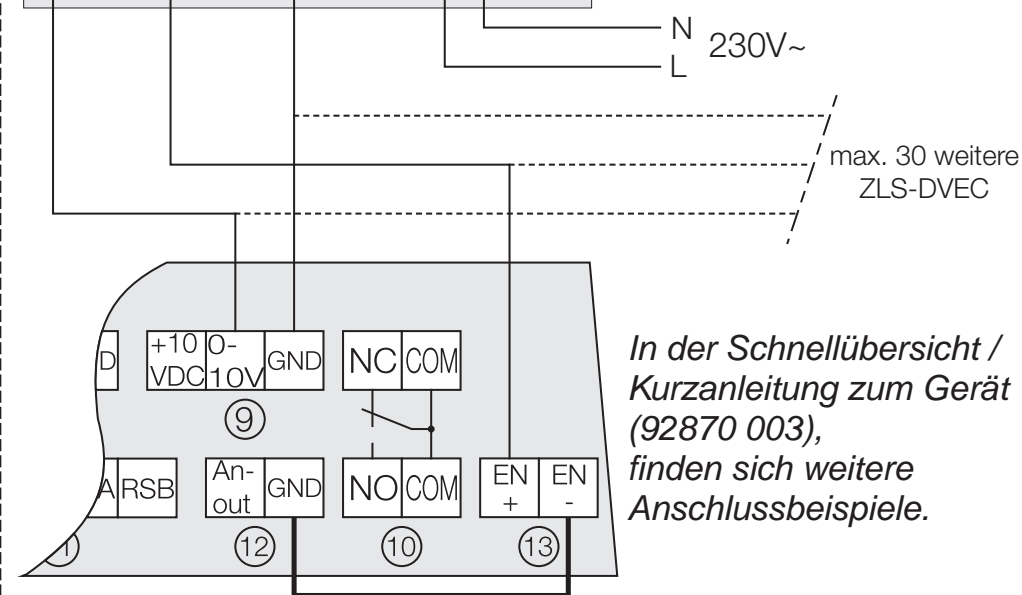 N
230V~
L
max. 30 weitere
ZLS-DVEC
D
+10
VDC
0-
10V
GND
NC
COM
9
In der Schnellübersicht /
Kurzanleitung zum Gerät
(92870 003),
finden sich weitere
Anschlussbeispiele.
A
RSB
An-
out
GND
NO
COM
EN
+
EN
-
12
10
13